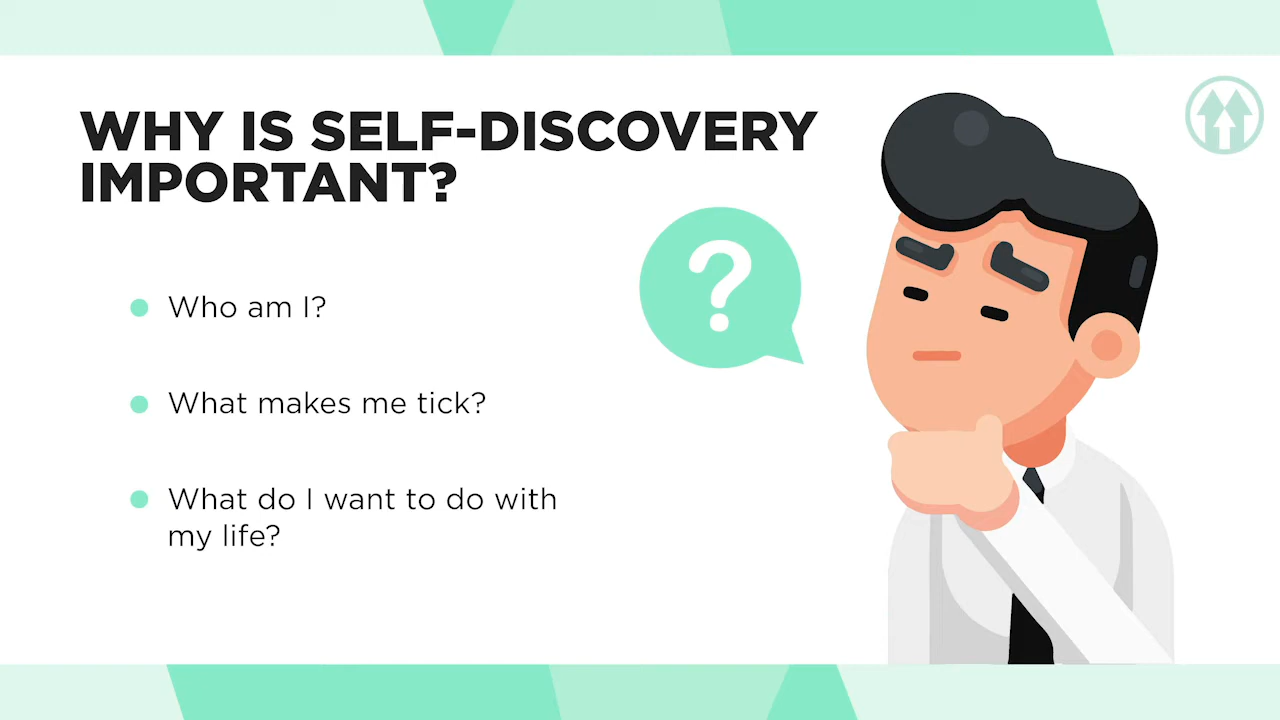 WHY IS SELF-DISCOVERY
IMPORTANT?
?
Who am I?
What makes me tick?
What do I want to do with
my life?